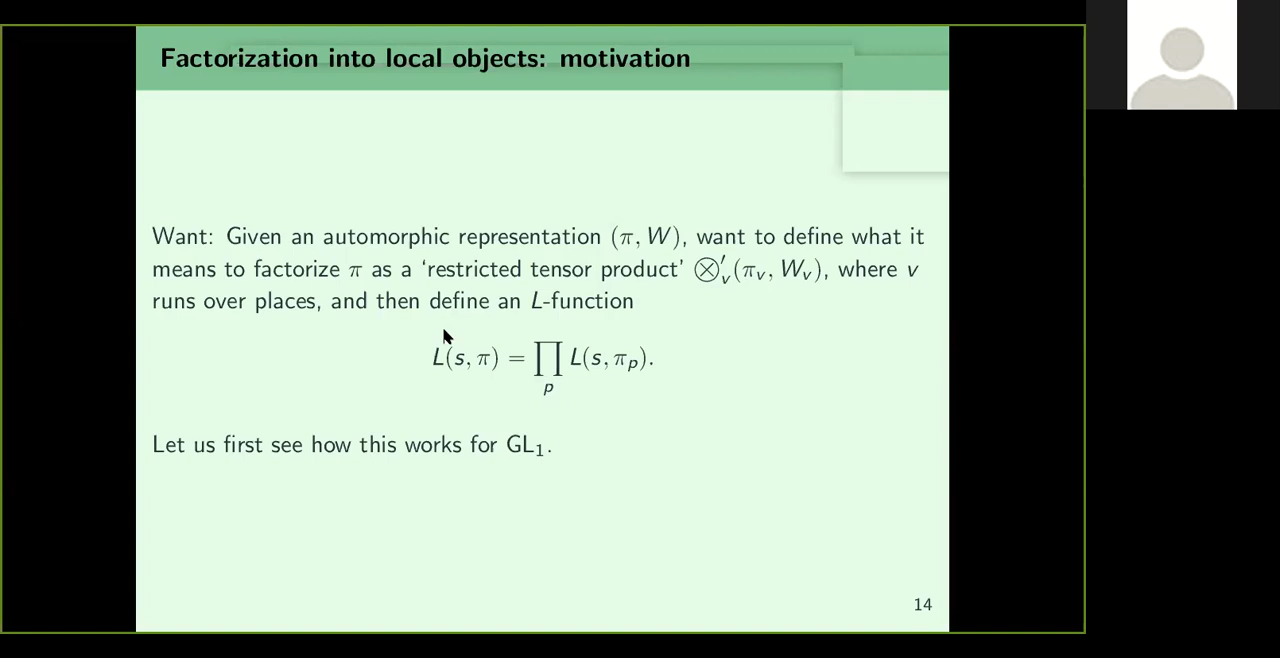 Factorization into local objects: motivation
Want: Given an automorphic representation (π, W), want to define what it
means to factorize π as a ‘restricted tensor product’ ⊗′_v(π_v, W_v), where v
runs over places, and then define an L-function
L(s, π) = ∏_p L(s, π_p).
Let us first see how this works for GL₁.
14